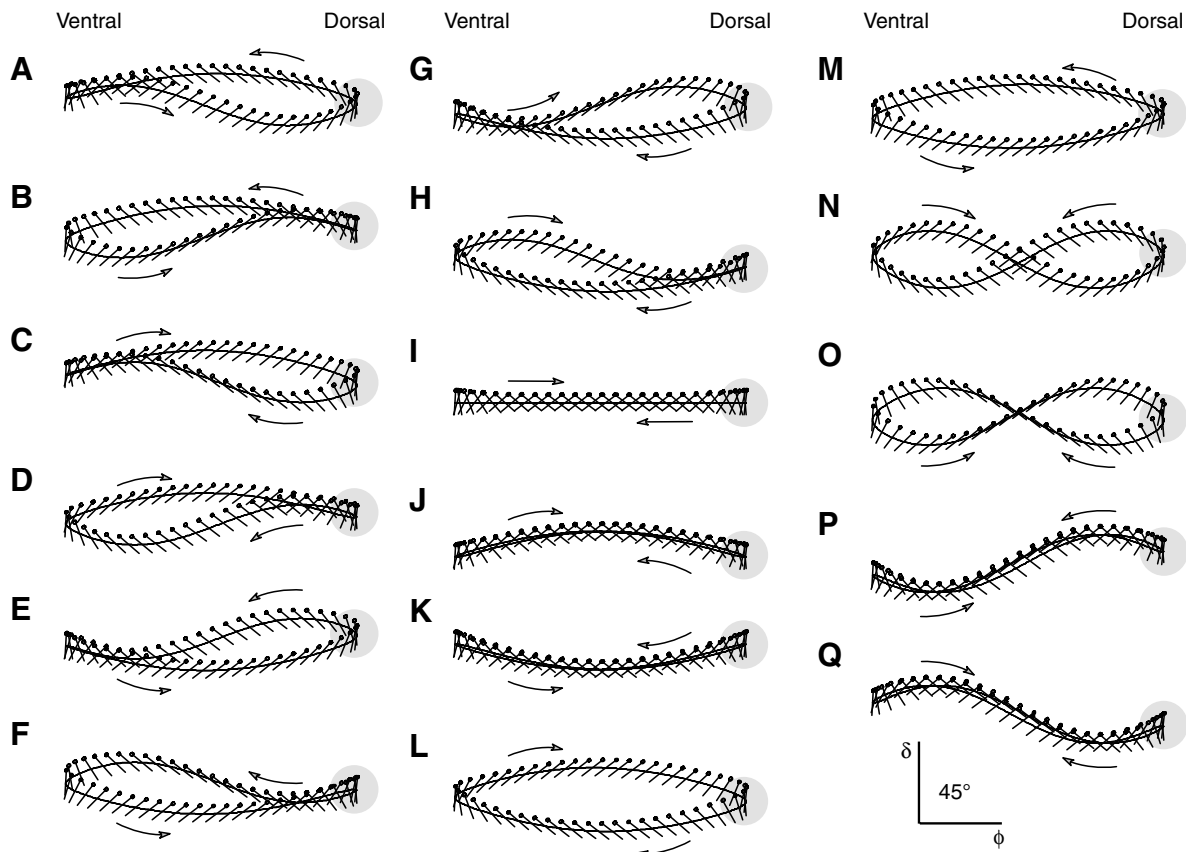 Ventral Dorsal Ventral Dorsal Ventral Dorsal
A
B
C
D
E
F
G
H
I
J
K
L
M
N
O
P
Q
δ
45°
ϕ